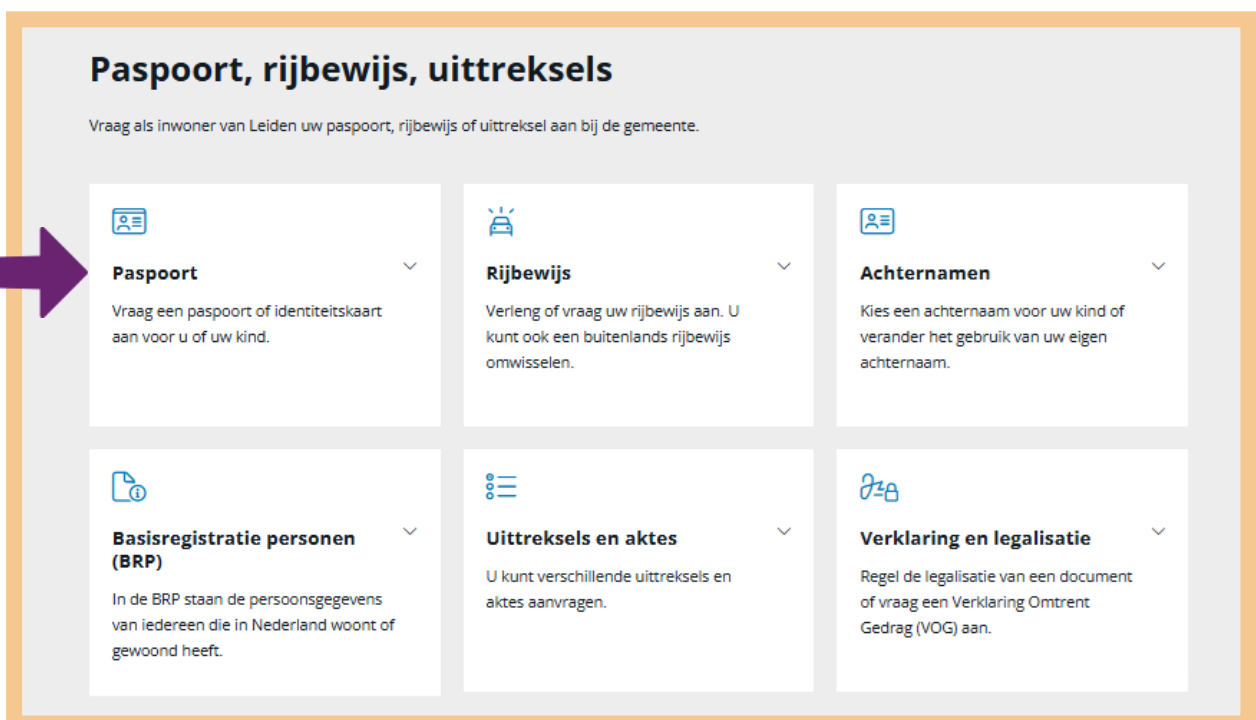 Paspoort, rijbewijs, uittreksels
Vraag als inwoner van Leiden uw paspoort, rijbewijs of uittreksel aan bij de gemeente.
Paspoort
Vraag een paspoort of identiteitskaart
aan voor u of uw kind.
Rijbewijs
Verleng of vraag uw rijbewijs aan. U
kunt ook een buitenlands rijbewijs
omwisselen.
Achternamen
Kies een achternaam voor uw kind of
verander het gebruik van uw eigen
achternaam.
Basisregistratie personen
(BRP)
In de BRP staan de persoonsgegevens
van iedereen die in Nederland woont of
gewoond heeft.
Uittreksels en aktes
U kunt verschillende uittreksels en
aktes aanvragen.
Verklaring en legalisatie
Regel de legalisatie van een document
of vraag een Verklaring Omtrent
Gedrag (VOG) aan.